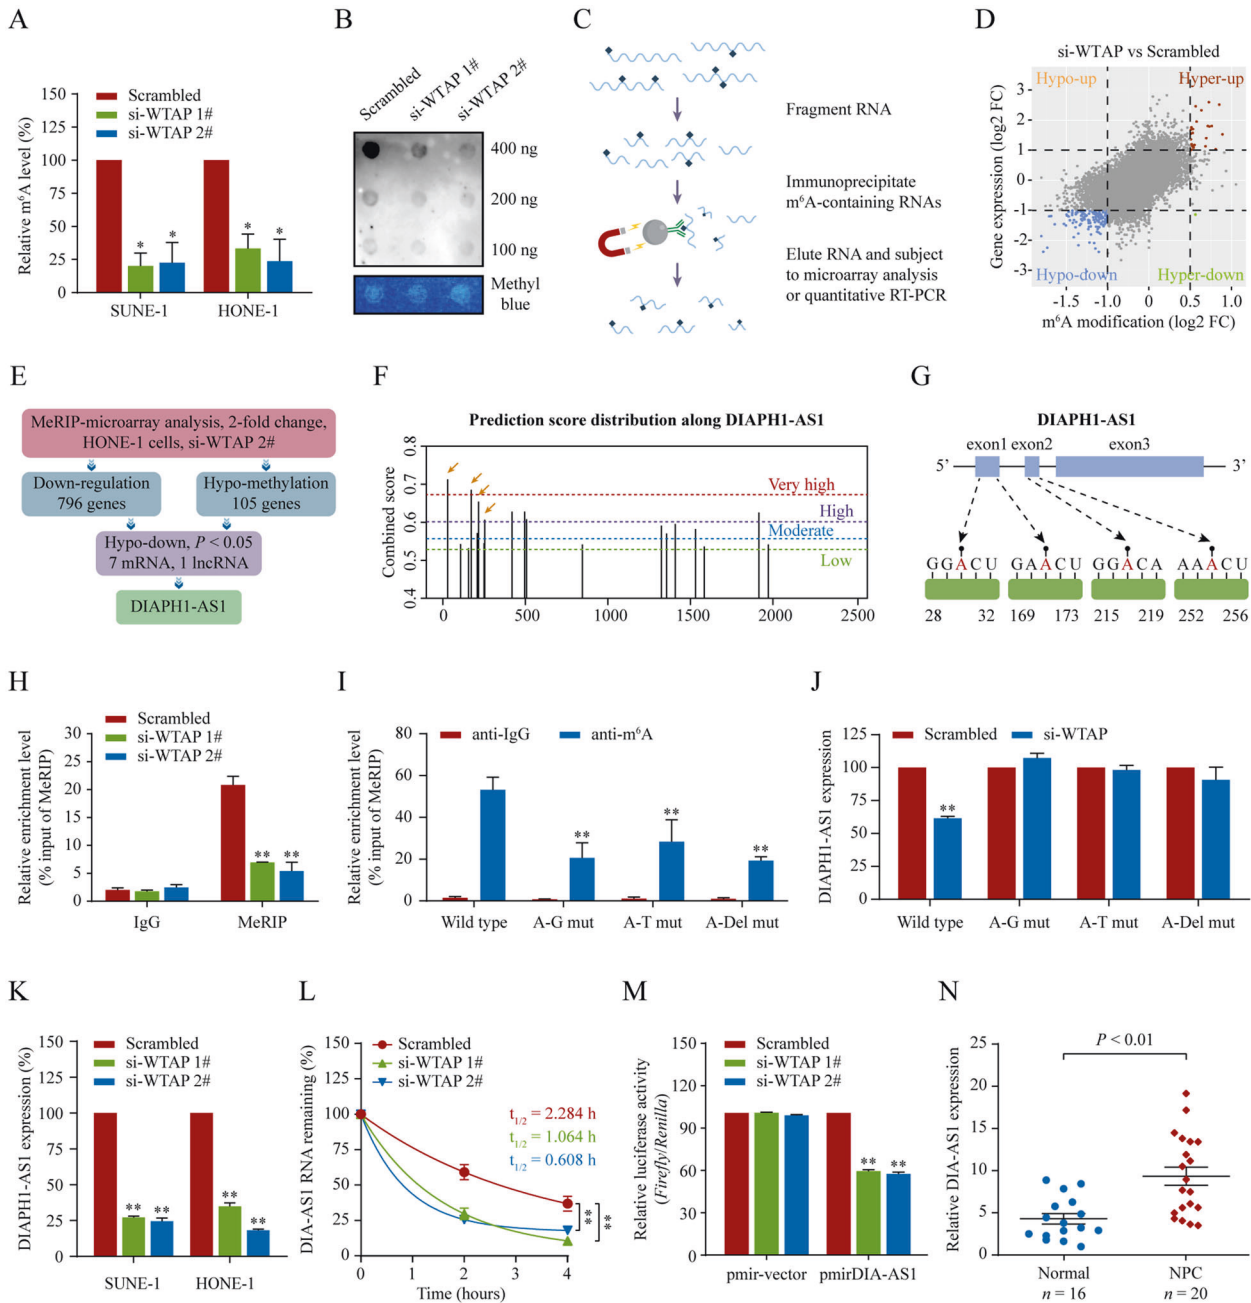 A
Scrambled
si-WTAP 1#
si-WTAP 2#
Relative m⁶A level (%)
150
125
100
75
50
25
0
* * * *
SUNE-1 HONE-1
B
Scrambled
si-WTAP 1#
si-WTAP 2#
400 ng
200 ng
100 ng
Methyl
blue
C
Fragment RNA
Immunoprecipitate
m⁶A-containing RNAs
Elute RNA and subject
to microarray analysis
or quantitative RT-PCR
D
si-WTAP vs Scrambled
Hypo-up Hyper-up
Hypo-down Hyper-down
Gene expression (log2 FC)
3
2
1
0
-1
-2
-3
-1.5 -1.0 0 0.5 1.0
m⁶A modification (log2 FC)
E
MeRIP-microarray analysis, 2-fold change,
HONE-1 cells, si-WTAP 2#
Down-regulation
796 genes
Hypo-methylation
105 genes
Hypo-down, P < 0.05
7 mRNA, 1 lncRNA
DIAPH1-AS1
F
Prediction score distribution along DIAPH1-AS1
Combined score
0.8
0.7
0.6
0.5
0.4
Very high
High
Moderate
Low
0 500 1000 1500 2000 2500
G
DIAPH1-AS1
exon1 exon2 exon3
5’ 3’
GGACU GAACU GGACA AAACU
28 32 169 173 215 219 252 256
H
Scrambled
si-WTAP 1#
si-WTAP 2#
Relative enrichment level
(% input of MeRIP)
30
25
20
15
10
5
0
** **
IgG MeRIP
I
anti-IgG anti-m⁶A
Relative enrichment level
(% input of MeRIP)
80
60
40
20
0
** ** **
Wild type A-G mut A-T mut A-Del mut
J
Scrambled si-WTAP
DIAPH1-AS1 expression
125
100
75
50
25
0
**
Wild type A-G mut A-T mut A-Del mut
K
Scrambled
si-WTAP 1#
si-WTAP 2#
DIAPH1-AS1 expression (%)
150
125
100
75
50
25
0
** ** ** **
SUNE-1 HONE-1
L
Scrambled
si-WTAP 1#
si-WTAP 2#
DIA-AS1 RNA remaining (%)
150
125
100
75
50
25
0
t1/2 = 2.284 h
t1/2 = 1.064 h
t1/2 = 0.608 h
** **
0 1 2 3 4
Time (hours)
M
Scrambled
si-WTAP 1#
si-WTAP 2#
Relative luciferase activity
(Firefly/Renilla)
150
120
90
60
30
0
** **
pmir-vector pmirDIA-AS1
N
Relative DIA-AS1 expression
25
20
15
10
5
0
P < 0.01
Normal NPC
n = 16 n = 20